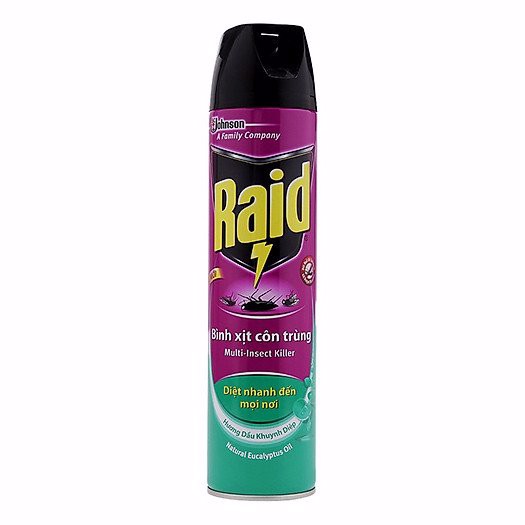 Johnson
A Family Company
Raid
Bình xịt côn trùng
Multi-Insect Killer
Diệt nhanh đến
mọi nơi
Hương Dầu Khuynh Diệp
Natural Eucalyptus Oil